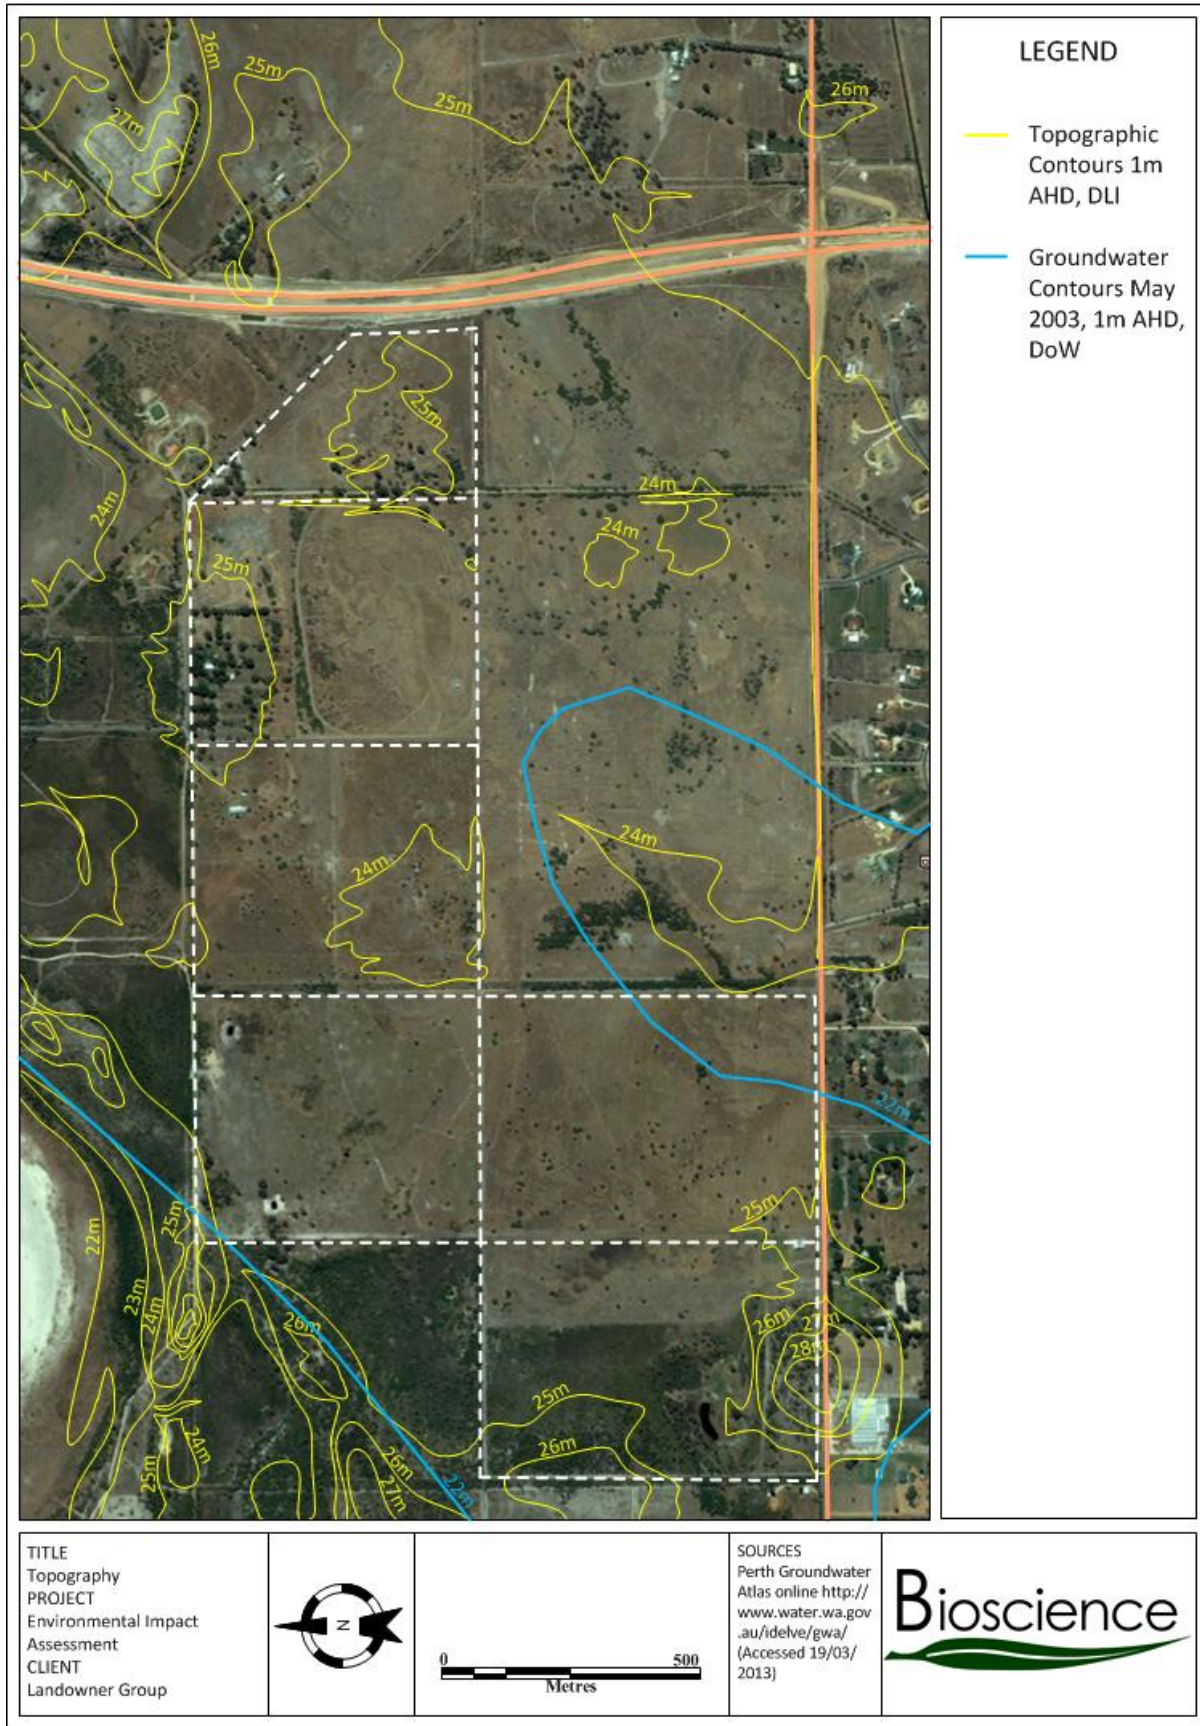 26m
25m
25m
26m
27m
25m
24m
24m
24m
25m
24m
24m
22m
25m
25m
22m
23m
24m
26m
26m
27m
28m
25m
26m
24m
25m
26m
27m
22m
LEGEND
Topographic
Contours 1m
AHD, DLI
Groundwater
Contours May
2003, 1m AHD,
DoW
TITLE
Topography
PROJECT
Environmental Impact
Assessment
CLIENT
Landowner Group
N
0 500
Metres
SOURCES
Perth Groundwater
Atlas online http://
www.water.wa.gov
.au/idelve/gwa/
(Accessed 19/03/
2013)
Bioscience